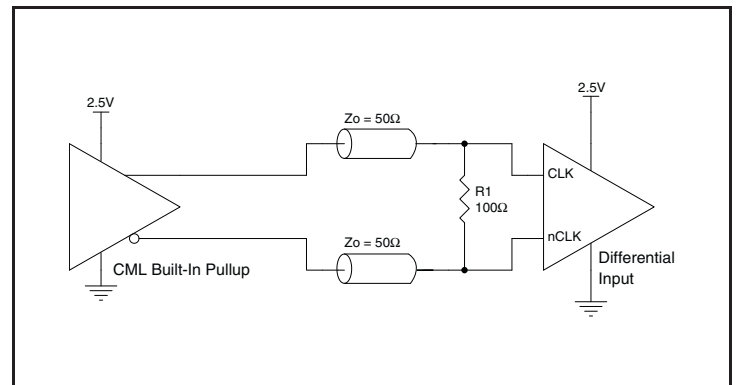 2.5V
2.5V
Zo = 50Ω
CLK
R1
100Ω
nCLK
Zo = 50Ω
CML Built-In Pullup
Differential
Input